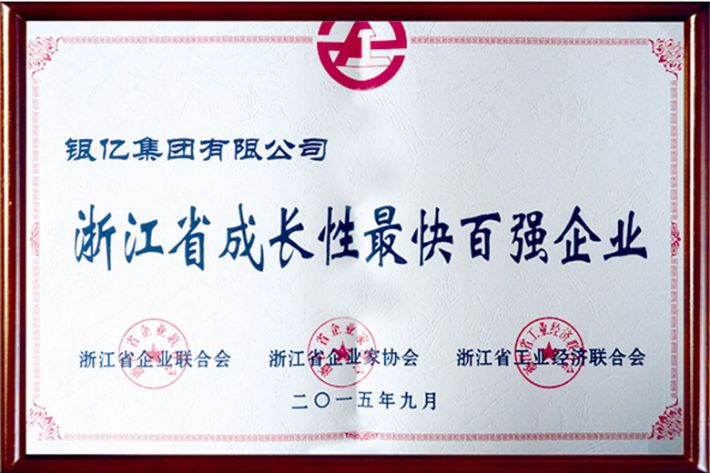 银亿集团有限公司
浙江省成长性最快百强企业
浙江省企业联合会 浙江省企业家协会 浙江省工业经济联合会
二〇一五年九月